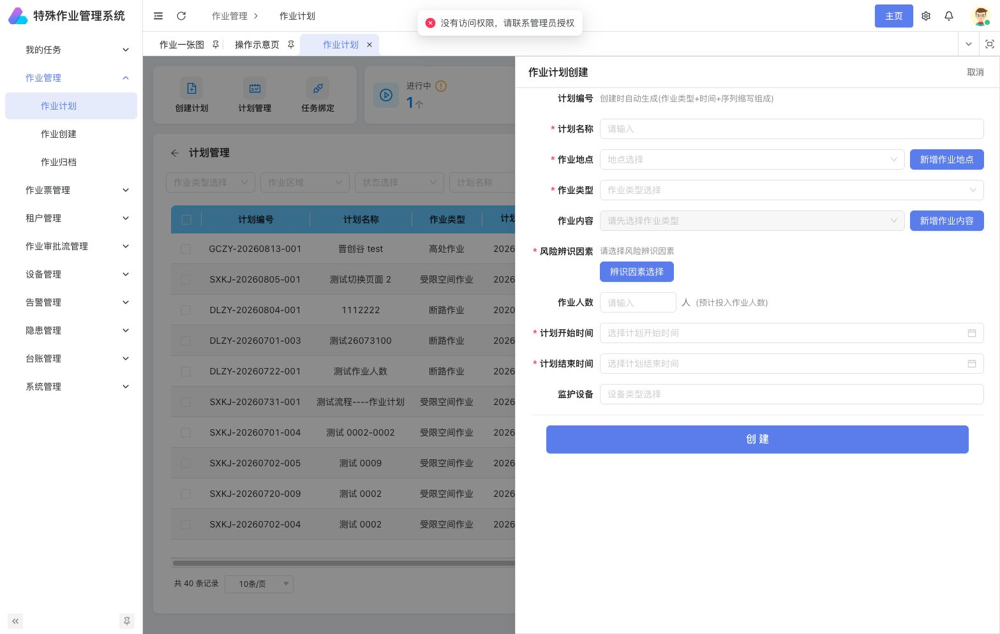 特殊作业管理系统
我的任务
作业管理
作业计划
作业创建
作业归档
作业票管理
租户管理
作业审批流管理
设备管理
告警管理
隐患管理
台账管理
系统管理
作业管理 > 作业计划
没有访问权限，请联系管理员授权
主页
作业一张图 操作示意页 作业计划
创建计划 计划管理 任务绑定
进行中
1个
计划管理
作业类型选择 作业区域 状态选择 计划名称
计划编号 计划名称 作业类型 计划
GCZY-20260813-001 晋创谷 test 高处作业 2026
SXKJ-20260805-001 测试切换页面 2 受限空间作业 2026
DLZY-20260804-001 1112222 断路作业 2020
DLZY-20260701-003 测试26073100 断路作业 2026
DLZY-20260722-001 测试作业人数 断路作业 2026
SXKJ-20260731-001 测试流程----作业计划 受限空间作业 2026
SXKJ-20260701-004 测试 0002-0002 受限空间作业 2026
SXKJ-20260702-005 测试 0009 受限空间作业 2026
SXKJ-20260720-009 测试 0002 受限空间作业 2026
SXKJ-20260702-004 测试 0002 受限空间作业 2026
共 40 条记录 10条/页
作业计划创建 取消
计划编号 创建时自动生成(作业类型+时间+序列缩写组成)
* 计划名称 请输入
* 作业地点 地点选择 新增作业地点
* 作业类型 作业类型选择
作业内容 请先选择作业类型 新增作业内容
* 风险辨识因素 请选择风险辨识因素
辨识因素选择
作业人数 请输入 人 (预计投入作业人数)
* 计划开始时间 选择计划开始时间
* 计划结束时间 选择计划结束时间
监护设备 设备类型选择
创 建